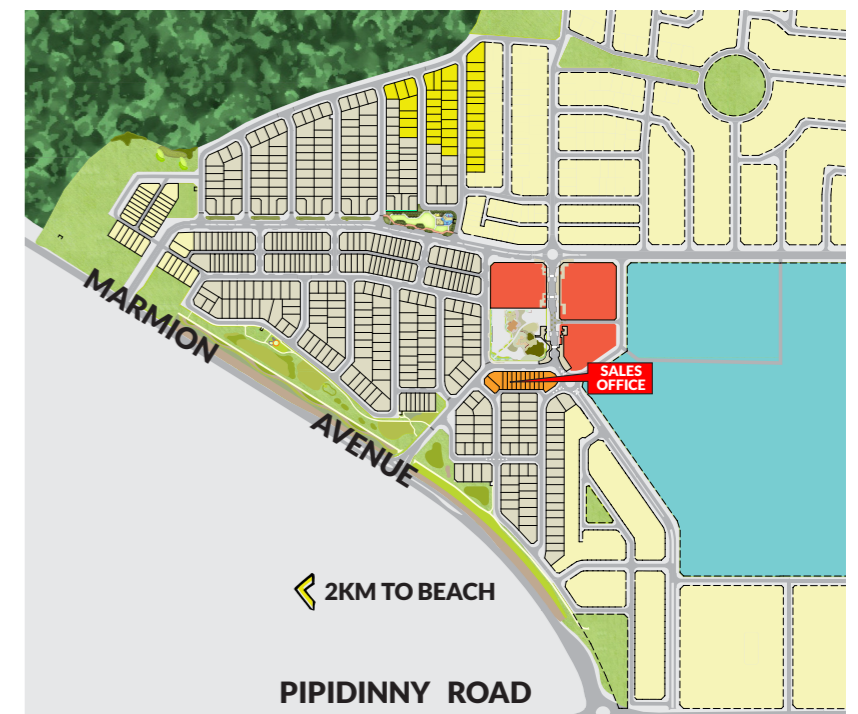 SALES
OFFICE
MARMION
AVENUE
2KM TO BEACH
PIPIDINNY ROAD